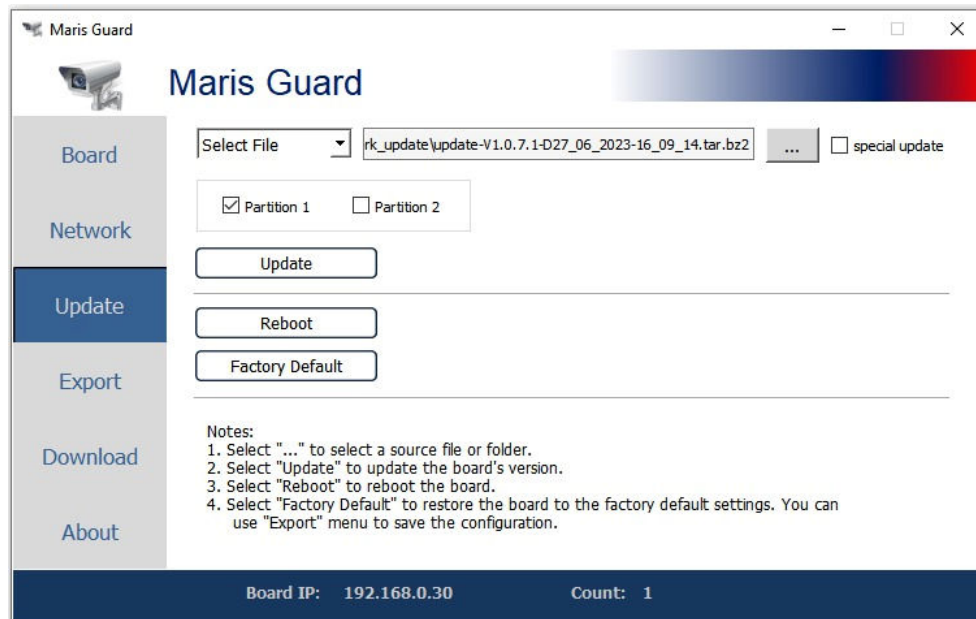 Maris Guard
Maris Guard
Board
Network
Update
Export
Download
About
Select File
rk_update\update-V1.0.7.1-D27_06_2023-16_09_14.tar.bz2
...
special update
Partition 1 Partition 2
Update
Reboot
Factory Default
Notes:
1. Select "..." to select a source file or folder.
2. Select "Update" to update the board's version.
3. Select "Reboot" to reboot the board.
4. Select "Factory Default" to restore the board to the factory default settings. You can
use "Export" menu to save the configuration.
Board IP: 192.168.0.30 Count: 1